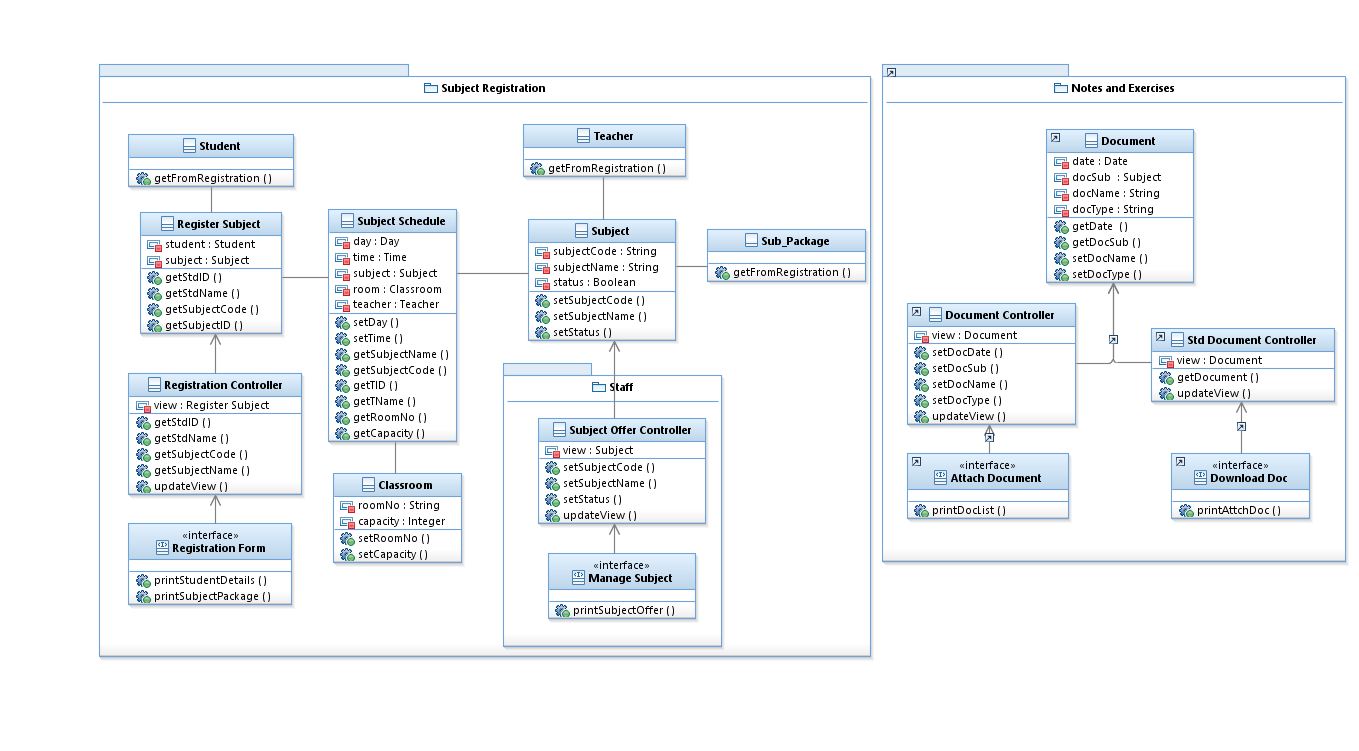 Subject Registration
Student
getFromRegistration ()
Register Subject
student : Student
subject : Subject
getStdID ()
getStdName ()
getSubjectCode ()
getSubjectID ()
Registration Controller
view : Register Subject
getStdID ()
getStdName ()
getSubjectCode ()
getSubjectName ()
updateView ()
«interface»
Registration Form
printStudentDetails ()
printSubjectPackage ()
Subject Schedule
day : Day
time : Time
subject : Subject
room : Classroom
teacher : Teacher
setDay ()
setTime ()
getSubjectName ()
getSubjectCode ()
getTID ()
getTName ()
getRoomNo ()
getCapacity ()
Classroom
roomNo : String
capacity : Integer
setRoomNo ()
setCapacity ()
Teacher
getFromRegistration ()
Subject
subjectCode : String
subjectName : String
status : Boolean
setSubjectCode ()
setSubjectName ()
setStatus ()
Sub_Package
getFromRegistration ()
Staff
Subject Offer Controller
view : Subject
setSubjectCode ()
setSubjectName ()
setStatus ()
updateView ()
«interface»
Manage Subject
printSubjectOffer ()
Notes and Exercises
Document
date : Date
docSub : Subject
docName : String
docType : String
getDate ()
getDocSub ()
setDocName ()
setDocType ()
Document Controller
view : Document
setDocDate ()
setDocSub ()
setDocName ()
setDocType ()
updateView ()
«interface»
Attach Document
printDocList ()
Std Document Controller
view : Document
getDocument ()
updateView ()
«interface»
Download Doc
printAttchDoc ()